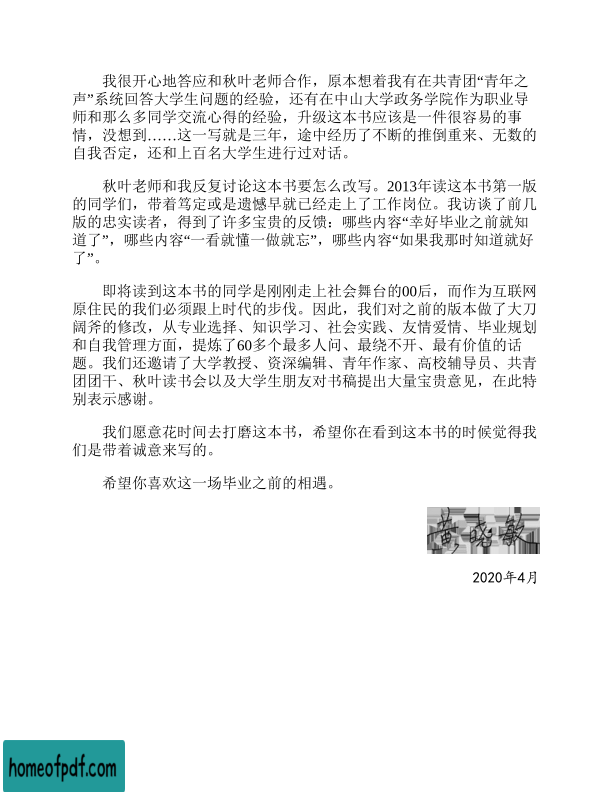 我很开心地答应和秋叶老师合作，原本想着我有在共青团“青年之
声”系统回答大学生问题的经验，还有在中山大学政务学院作为职业导
师和那么多同学交流心得的经验，升级这本书应该是一件很容易的事
情，没想到……这一写就是三年，途中经历了不断的推倒重来、无数的
自我否定，还和上百名大学生进行过对话。
秋叶老师和我反复讨论这本书要怎么改写。2013年读这本书第一版
的同学们，带着笃定或是遗憾早就已经走上了工作岗位。我访谈了前几
版的忠实读者，得到了许多宝贵的反馈：哪些内容“幸好毕业之前就知
道了”，哪些内容“一看就懂一做就忘”，哪些内容“如果我那时知道就好
了”。
即将读到这本书的同学是刚刚走上社会舞台的00后，而作为互联网
原住民的我们必须跟上时代的步伐。因此，我们对之前的版本做了大刀
阔斧的修改，从专业选择、知识学习、社会实践、友情爱情、毕业规划
和自我管理方面，提炼了60多个最多人问、最绕不开、最有价值的话
题。我们还邀请了大学教授、资深编辑、青年作家、高校辅导员、共青
团团干、秋叶读书会以及大学生朋友对书稿提出大量宝贵意见，在此特
别表示感谢。
我们愿意花时间去打磨这本书，希望你在看到这本书的时候觉得我
们是带着诚意来写的。
希望你喜欢这一场毕业之前的相遇。
黄晓敏
2020年4月
homeofpdf.com